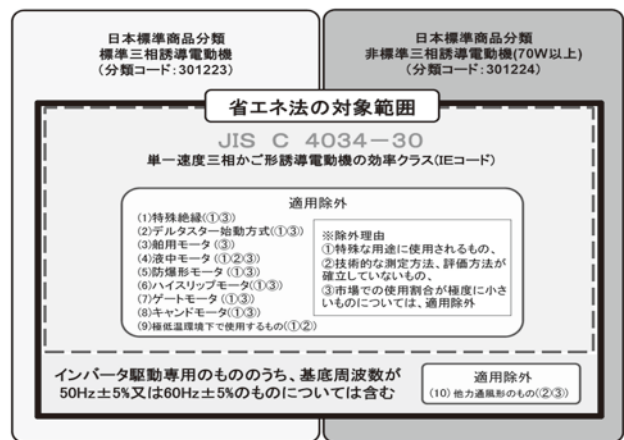 日本標準商品分類
標準三相誘導電動機
(分類コード:301223)
日本標準商品分類
非標準三相誘導電動機(70W以上)
(分類コード:301224)
省エネ法の対象範囲
JIS C 4034-30
単一速度三相かご形誘導電動機の効率クラス(IEコード)
適用除外
(1)特殊絶縁(①③)
(2)デルタスター始動方式(①③)
(3)舶用モータ(③)
(4)液中モータ(①②③)
(5)防爆形モータ(①③)
(6)ハイスリップモータ(①③)
(7)ゲートモータ(①③)
(8)キャンドモータ(①③)
(9)極低温環境下で使用するもの(①②)
※除外理由
①特殊な用途に使用されるもの、
②技術的な測定方法、評価方法が
確立していないもの、
③市場での使用割合が極度に小さ
いものについては、適用除外
インバータ駆動専用のもののうち、基底周波数が
50Hz±5%又は60Hz±5%のものについては含む
適用除外
(10)他力通風形のもの(②③)